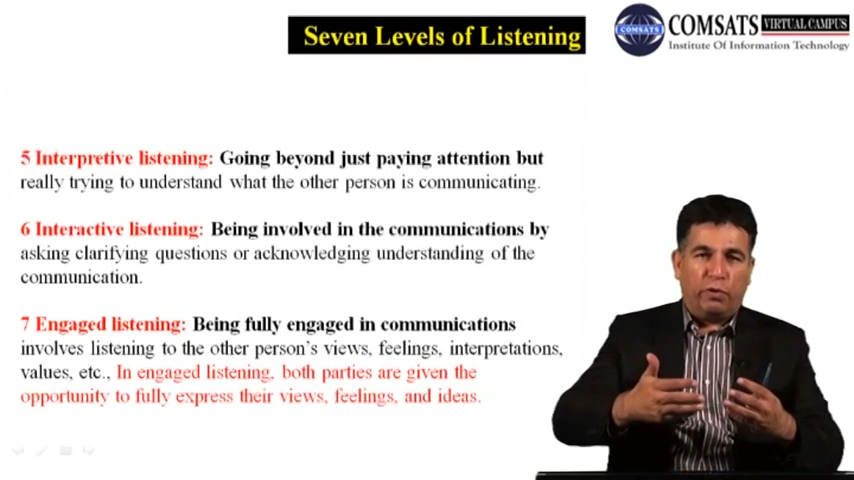 Seven Levels of Listening
COMSATS VIRTUAL CAMPUS
Institute Of Information Technology
COMSATS
5 Interpretive listening: Going beyond just paying attention but
really trying to understand what the other person is communicating.
6 Interactive listening: Being involved in the communications by
asking clarifying questions or acknowledging understanding of the
communication.
7 Engaged listening: Being fully engaged in communications
involves listening to the other person's views, feelings, interpretations,
values, etc., In engaged listening, both parties are given the
opportunity to fully express their views, feelings, and ideas.